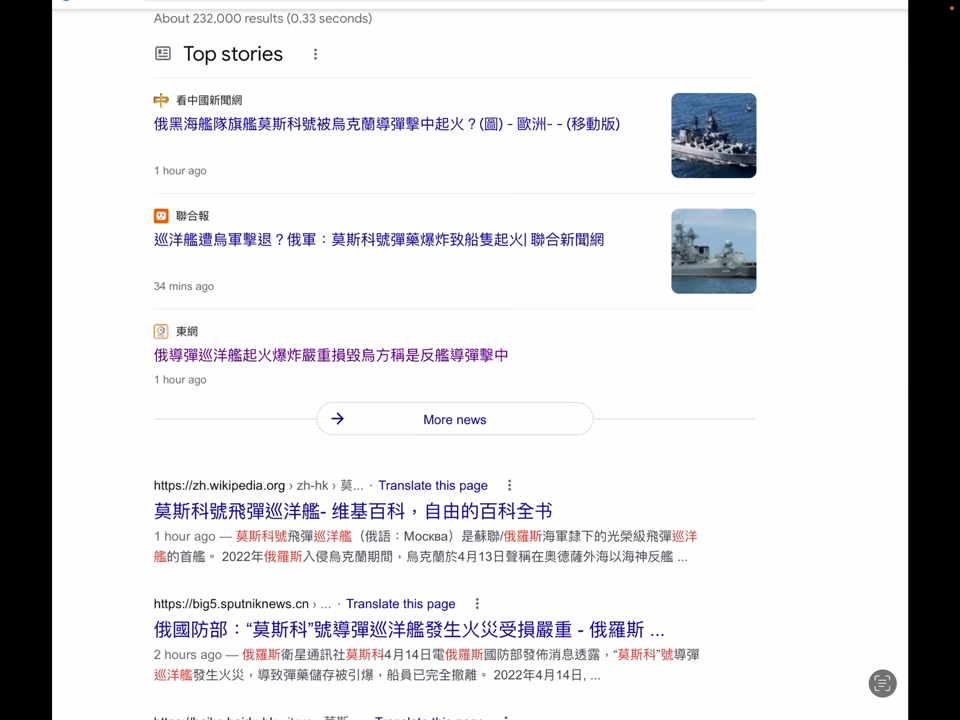 About 232,000 results (0.33 seconds)
Top stories
看中國新聞網
俄黑海艦隊旗艦莫斯科號被烏克蘭導彈擊中起火？(圖) - 歐洲- - (移動版)
1 hour ago
聯合報
巡洋艦遭烏軍擊退？俄軍：莫斯科號彈藥爆炸致船隻起火| 聯合新聞網
34 mins ago
東網
俄導彈巡洋艦起火爆炸嚴重損毀烏方稱是反艦導彈擊中
1 hour ago
More news
https://zh.wikipedia.org › zh-hk › 莫... · Translate this page
莫斯科號飛彈巡洋艦- 维基百科，自由的百科全书
1 hour ago — 莫斯科號飛彈巡洋艦（俄語：Москва）是蘇聯/俄羅斯海軍隸下的光榮級飛彈巡洋
艦的首艦。 2022年俄羅斯入侵烏克蘭期間，烏克蘭於4月13日聲稱在奧德薩外海以海神反艦 ...
https://big5.sputniknews.cn › ... · Translate this page
俄國防部：“莫斯科”號導彈巡洋艦發生火災受損嚴重 - 俄羅斯 ...
2 hours ago — 俄羅斯衛星通訊社莫斯科4月14日電俄羅斯國防部發佈消息透露，“莫斯科”號導彈
巡洋艦發生火災，導致彈藥儲存被引爆，船員已完全撤離。 2022年4月14日, ...